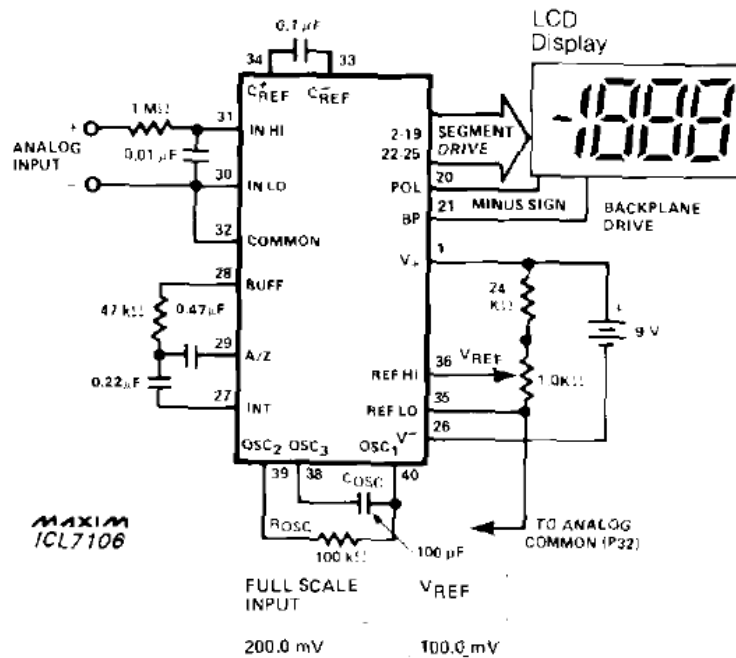 LCD
Display
0.1 µF
34
33
C⁺REF
C⁻REF
1 MΩ
31
IN HI
+
ANALOG
INPUT
0.01 µF
−
30
IN LO
32
COMMON
28
BUFF
47 kΩ
0.47µF
29
A/Z
0.22µF
27
INT
2-19
22-25
SEGMENT
DRIVE
-1888
20
POL
MINUS SIGN
21
BP
BACKPLANE
DRIVE
1
V+
24
KΩ
+
9 V
36
VREF
REF HI
1.0KΩ
35
REF LO
V−
26
OSC2
OSC3
OSC1
39
38
COSC
40
ROSC
100 kΩ
100 pF
TO ANALOG
COMMON (P32)
MAXIM
ICL7106
FULL SCALE
INPUT
VREF
200.0 mV
100.0 mV